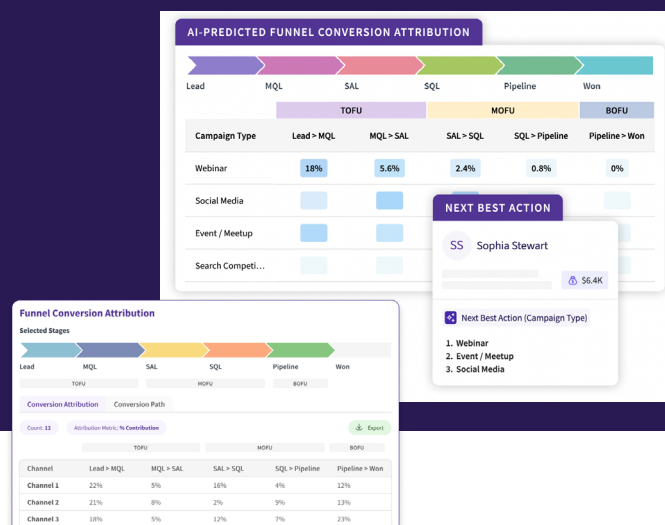 AI-PREDICTED FUNNEL CONVERSION ATTRIBUTION
Lead MQL SAL SQL Pipeline Won
TOFU MOFU BOFU
Campaign Type Lead > MQL MQL > SAL SAL > SQL SQL > Pipeline Pipeline > Won
Webinar 18% 5.6% 2.4% 0.8% 0%
Social Media
Event / Meetup
Search Competi...
NEXT BEST ACTION
SS Sophia Stewart
$6.4K
Next Best Action (Campaign Type)
1. Webinar
2. Event / Meetup
3. Social Media
Funnel Conversion Attribution
Selected Stages
Lead MQL SAL SQL Pipeline Won
TOFU MOFU BOFU
Conversion Attribution Conversion Path
Count: 12 Attribution Metric: % Contribution Export
TOFU MOFU BOFU
Channel Lead > MQL MQL > SAL SAL > SQL SQL > Pipeline Pipeline > Won
Channel 1 22% 5% 16% 4% 12%
Channel 2 21% 8% 2% 9% 13%
Channel 3 18% 5% 12% 7% 23%